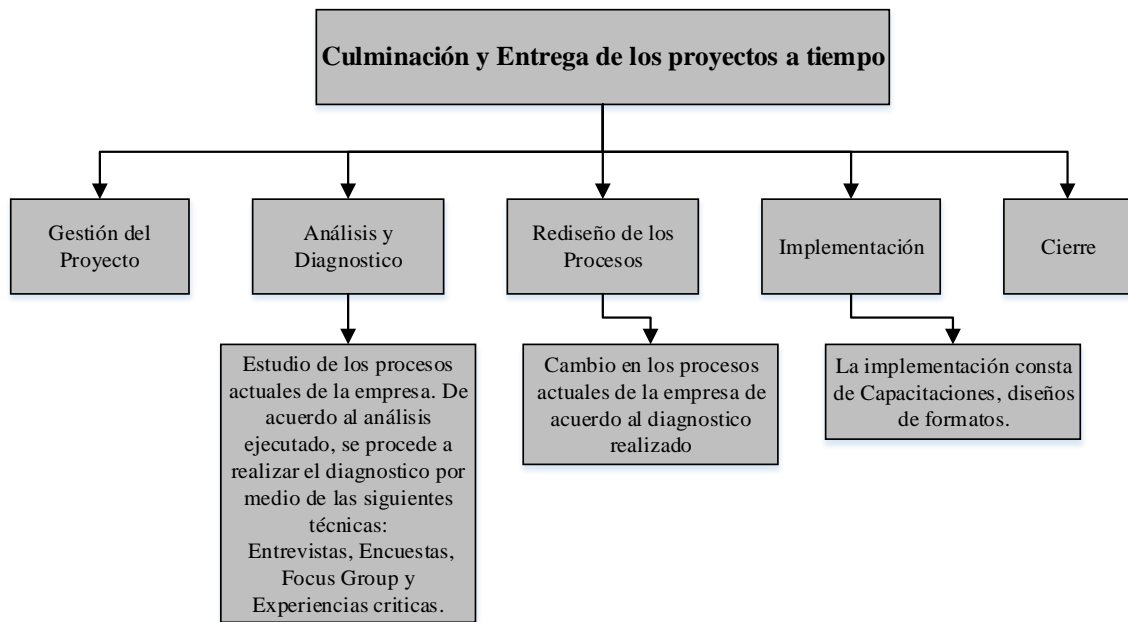 Culminación y Entrega de los proyectos a tiempo
Gestión del
Proyecto
Análisis y
Diagnostico
Rediseño de los
Procesos
Implementación
Cierre
Estudio de los procesos
actuales de la empresa. De
acuerdo al análisis
ejecutado, se procede a
realizar el diagnostico por
medio de las siguientes
técnicas:
Entrevistas, Encuestas,
Focus Group y
Experiencias criticas.
Cambio en los procesos
actuales de la empresa de
acuerdo al diagnostico
realizado
La implementación consta
de Capacitaciones, diseños
de formatos.